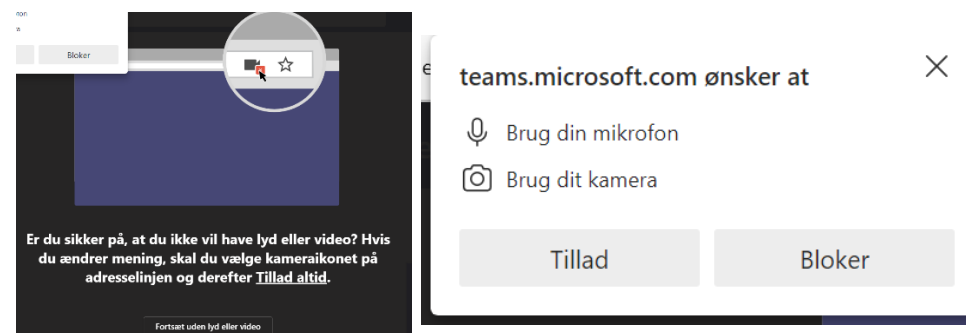 Bloker
Er du sikker på, at du ikke vil have lyd eller video? Hvis
du ændrer mening, skal du vælge kameraikonet på
adresselinjen og derefter Tillad altid.
Fortsæt uden lyd eller video
teams.microsoft.com ønsker at
Brug din mikrofon
Brug dit kamera
Tillad
Bloker